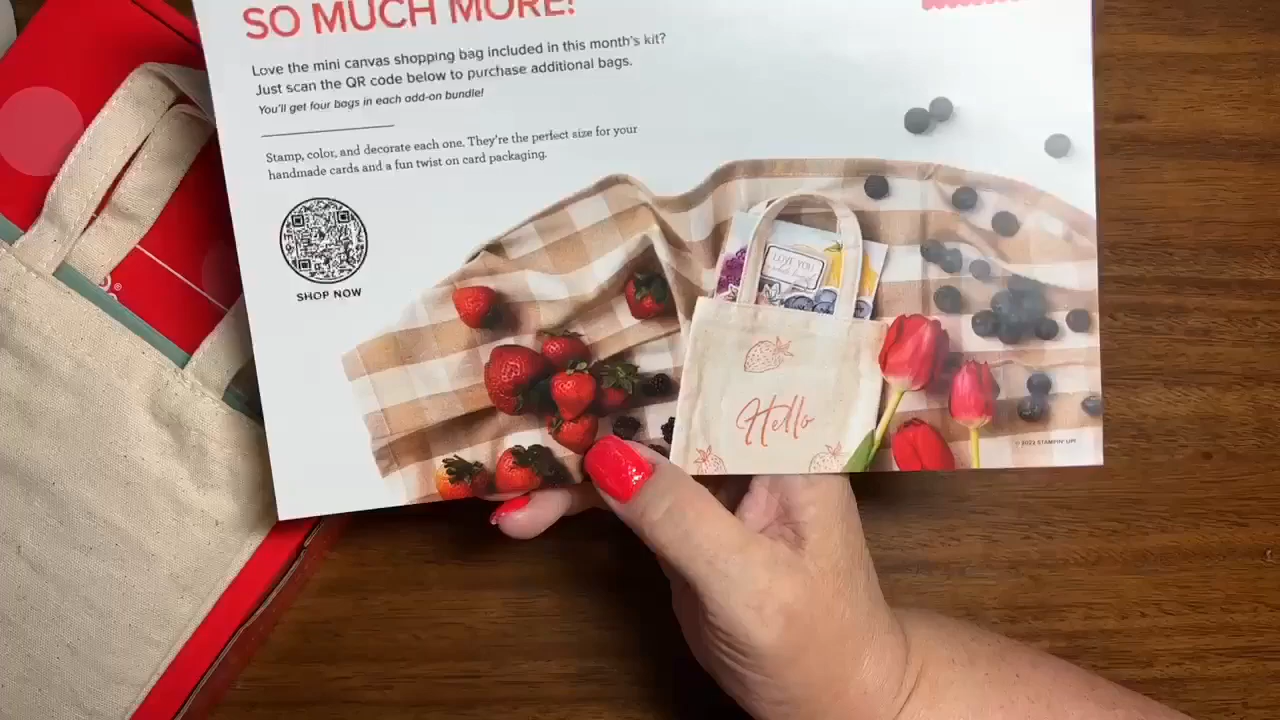 SO MUCH MORE!
Love the mini canvas shopping bag included in this month's kit?
Just scan the QR code below to purchase additional bags.
You'll get four bags in each add-on bundle!
Stamp, color, and decorate each one. They're the perfect size for your
handmade cards and a fun twist on card packaging.
SHOP NOW
LOVE YOU
Hello
© 2023 STAMPIN' UP!